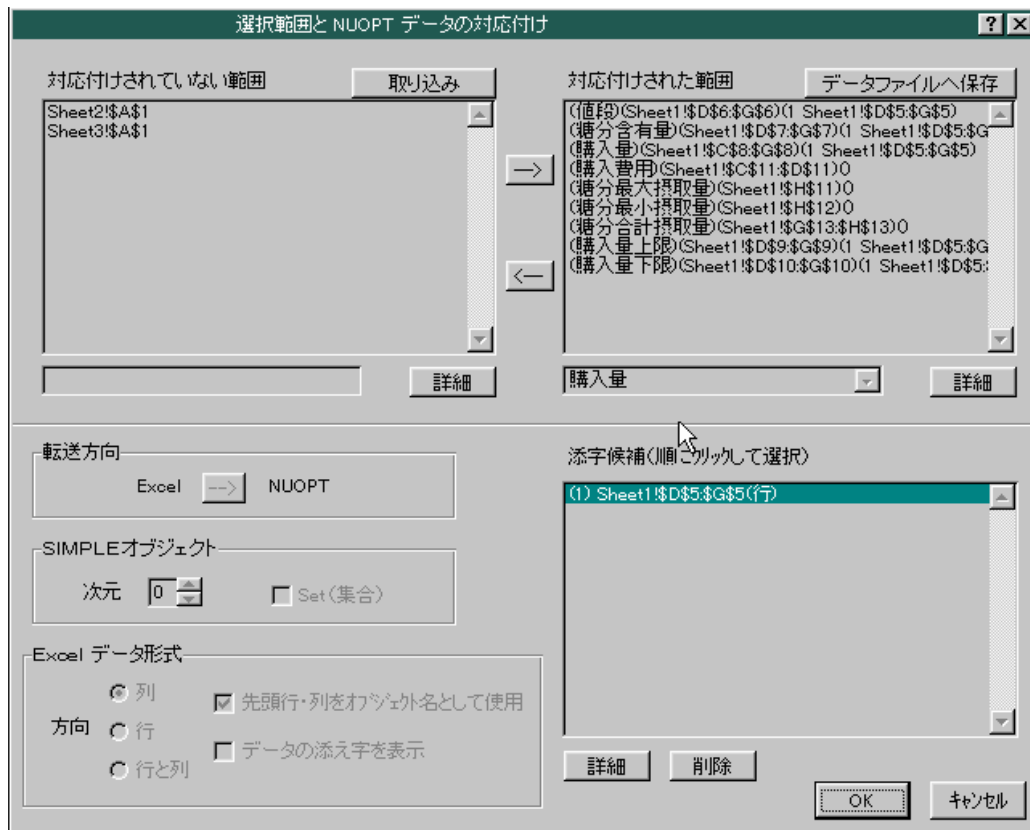 選択範囲と NUOPT データの対応付け
対応付けされていない範囲
取り込み
Sheet2!$A$1
Sheet3!$A$1
詳細
-->
<--
対応付けされた範囲
データファイルへ保存
(値段)(Sheet1!$D$6:$G$6)(1 Sheet1!$D$5:$G$5)
(糖分含有量)(Sheet1!$D$7:$G$7)(1 Sheet1!$D$5:$G
(購入量)(Sheet1!$C$8:$G$8)(1 Sheet1!$D$5:$G$5)
(購入費用)(Sheet1!$C$11:$D$11)()
(糖分最大摂取量)(Sheet1!$H$11)()
(糖分最小摂取量)(Sheet1!$H$12)()
(糖分合計摂取量)(Sheet1!$G$13:$H$13)()
(購入量上限)(Sheet1!$D$9:$G$9)(1 Sheet1!$D$5:$G
(購入量下限)(Sheet1!$D$10:$G$10)(1 Sheet1!$D$5:
購入量
詳細
転送方向
Excel --> NUOPT
SIMPLEオブジェクト
次元 0
Set(集合)
Excel データ形式
方向
列
行
行と列
先頭行・列をオブジェクト名として使用
データの添え字を表示
添字候補(順にクリックして選択)
(1) Sheet1!$D$5:$G$5(行)
詳細
削除
OK
キャンセル